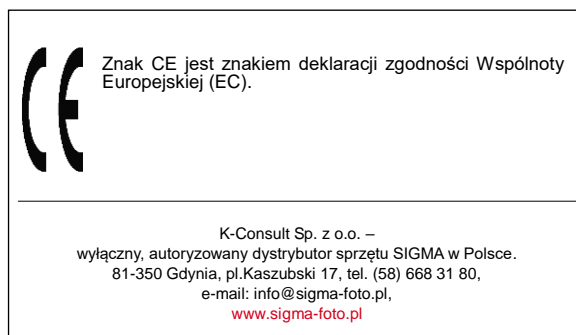 CE
Znak CE jest znakiem deklaracji zgodności Wspólnoty
Europejskiej (EC).
K-Consult Sp. z o.o. –
wyłączny, autoryzowany dystrybutor sprzętu SIGMA w Polsce.
81-350 Gdynia, pl.Kaszubski 17, tel. (58) 668 31 80,
e-mail: info@sigma-foto.pl,
www.sigma-foto.pl